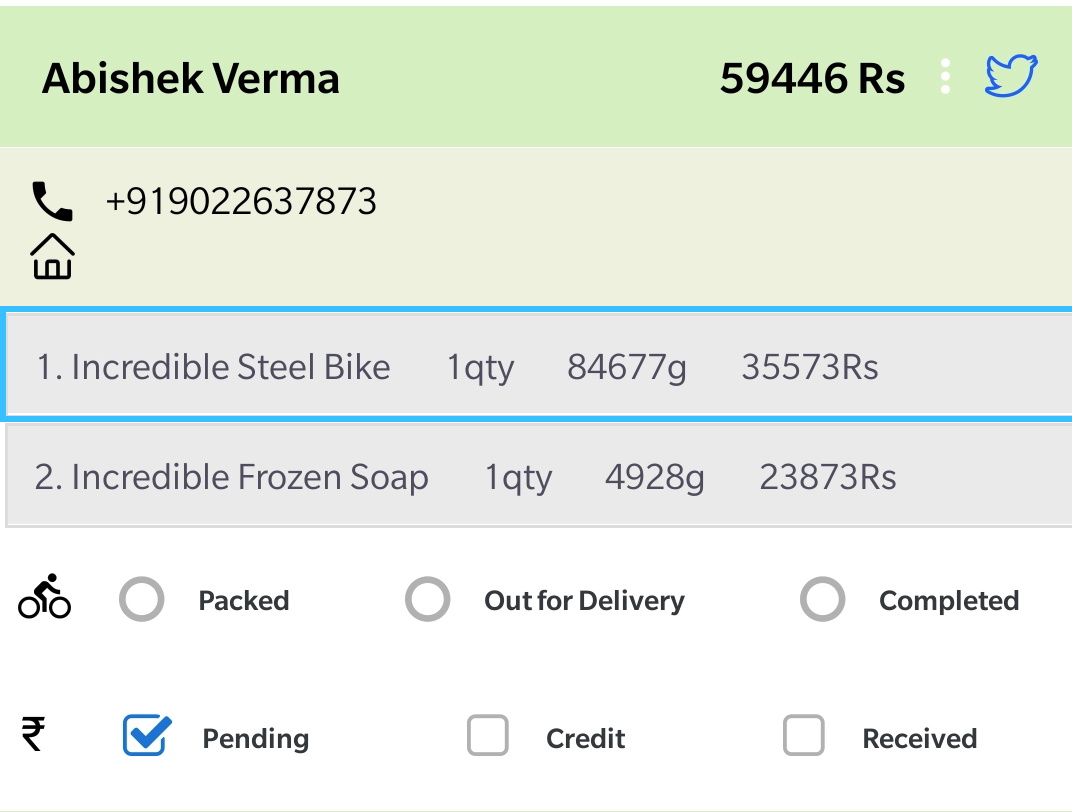 Abishek Verma 59446 Rs
+919022637873
1. Incredible Steel Bike 1qty 84677g 35573Rs
2. Incredible Frozen Soap 1qty 4928g 23873Rs
Packed Out for Delivery Completed
₹ Pending Credit Received